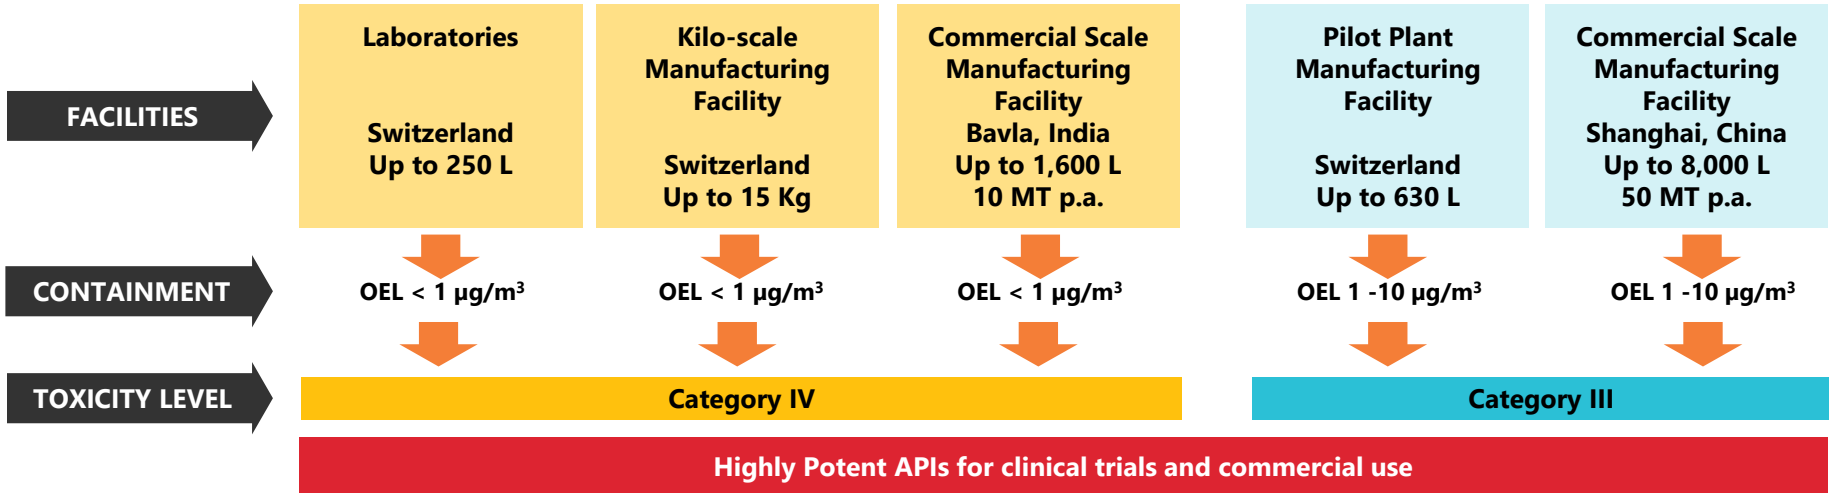 FACILITIES
Laboratories
Switzerland
Up to 250 L
Kilo-scale
Manufacturing
Facility
Switzerland
Up to 15 Kg
Commercial Scale
Manufacturing
Facility
Bavla, India
Up to 1,600 L
10 MT p.a.
Pilot Plant
Manufacturing
Facility
Switzerland
Up to 630 L
Commercial Scale
Manufacturing
Facility
Shanghai, China
Up to 8,000 L
50 MT p.a.
CONTAINMENT
OEL < 1 µg/m³
OEL < 1 µg/m³
OEL < 1 µg/m³
OEL 1 -10 µg/m³
OEL 1 -10 µg/m³
TOXICITY LEVEL
Category IV
Category III
Highly Potent APIs for clinical trials and commercial use